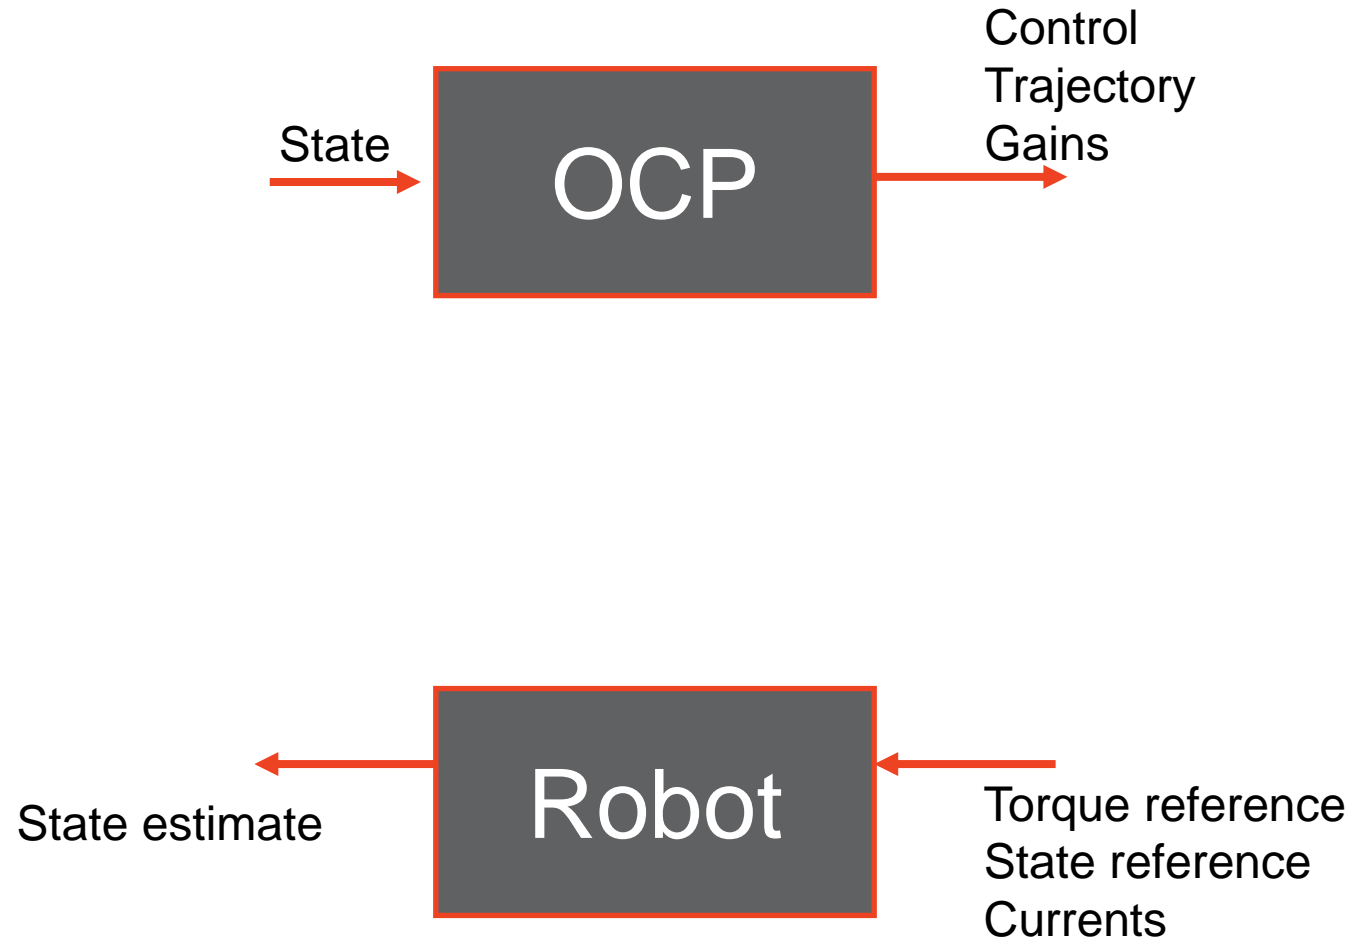 Control
Trajectory
Gains
State
OCP
Robot
State estimate
Torque reference
State reference
Currents